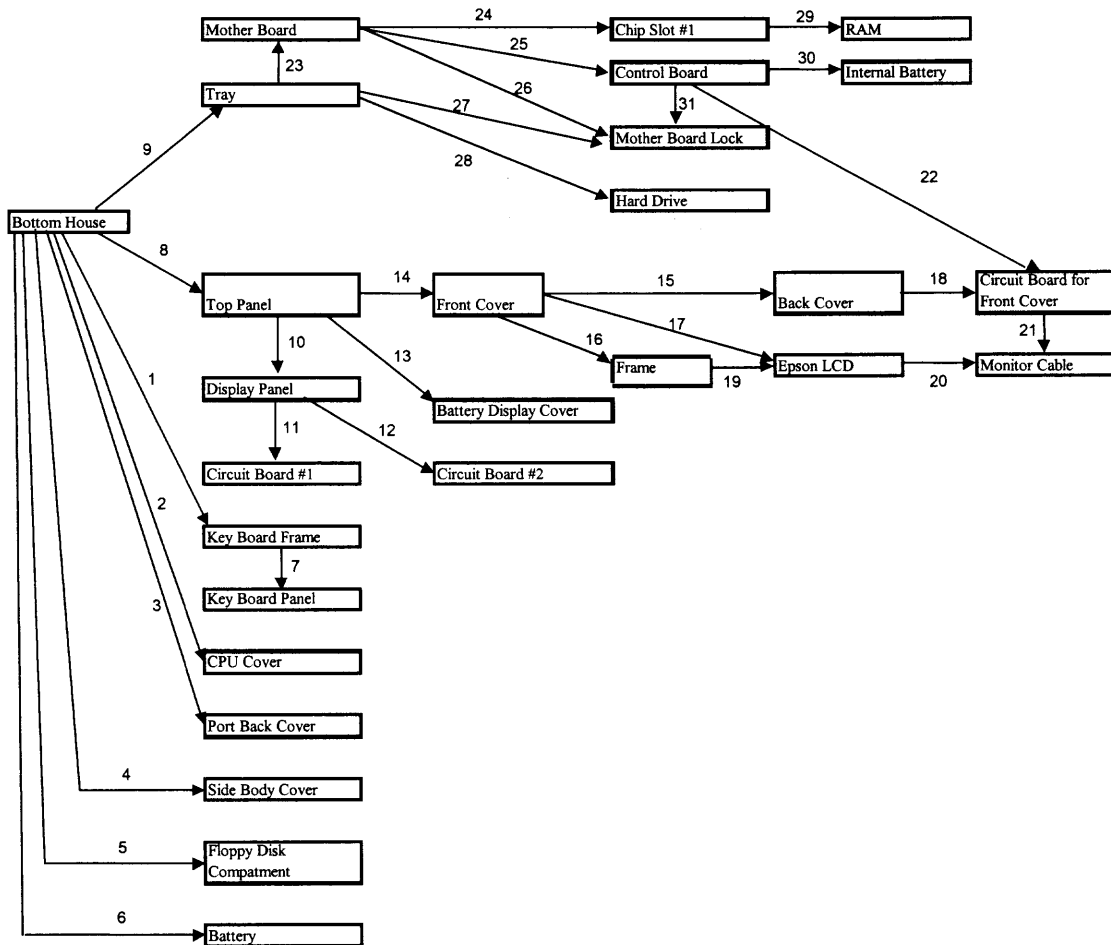 24
29
Mother Board
Chip Slot #1
RAM
25
30
23
Control Board
Internal Battery
Tray
26
27
31
Mother Board Lock
9
28
22
Hard Drive
Bottom House
8
14
15
18
Circuit Board for
Front Cover
Top Panel
Front Cover
Back Cover
17
21
10
16
13
1
Frame
19
Epson LCD
20
Monitor Cable
Display Panel
Battery Display Cover
11
12
Circuit Board #1
Circuit Board #2
2
Key Board Frame
7
3
Key Board Panel
CPU Cover
Port Back Cover
4
Side Body Cover
5
Floppy Disk
Compatment
6
Battery